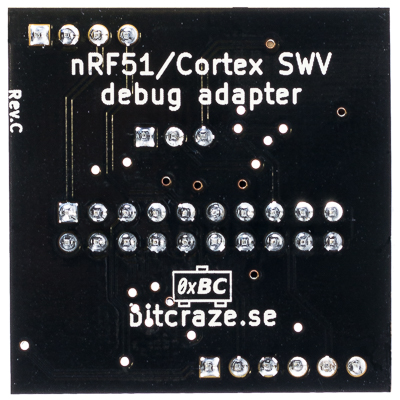 nRF51/Cortex SWV
debug adapter
Rev.c
0xBC
bitcraze.se